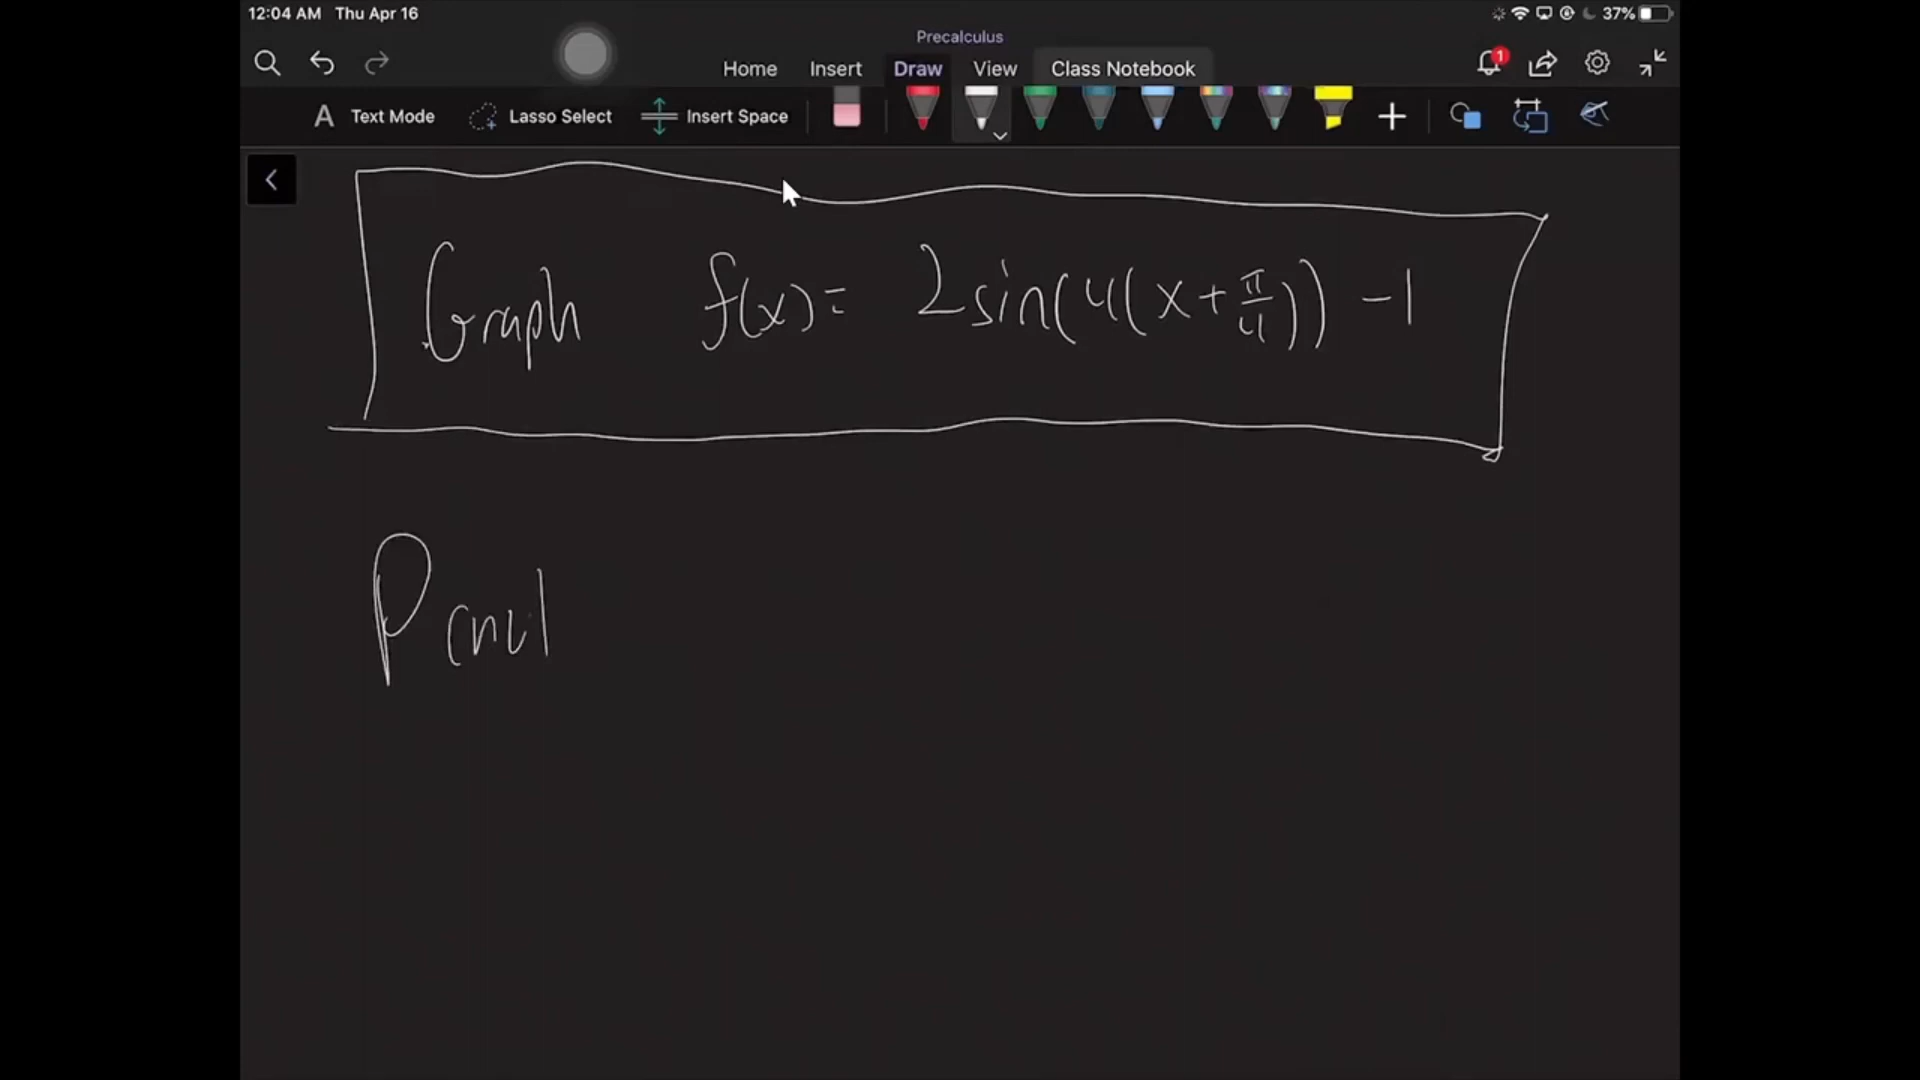 12:04 AM Thu Apr 16
37%
Precalculus
1
Home Insert Draw View Class Notebook
A Text Mode Lasso Select Insert Space
Graph f(x)= 2sin(4(x+π/4)) -1
P